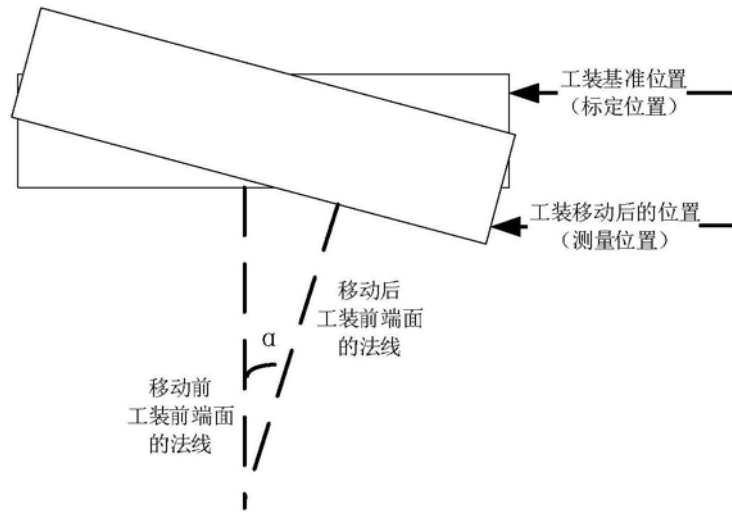 工装基准位置
（标定位置）
工装移动后的位置
（测量位置）
移动后
工装前端面
的法线
α
移动前
工装前端面
的法线